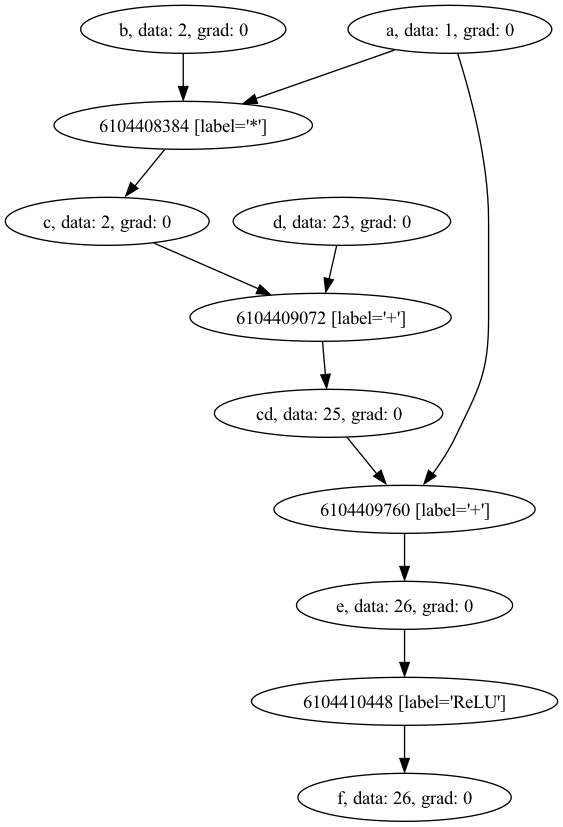 b, data: 2, grad: 0
a, data: 1, grad: 0
6104408384 [label='*']
c, data: 2, grad: 0
d, data: 23, grad: 0
6104409072 [label='+']
cd, data: 25, grad: 0
6104409760 [label='+']
e, data: 26, grad: 0
6104410448 [label='ReLU']
f, data: 26, grad: 0